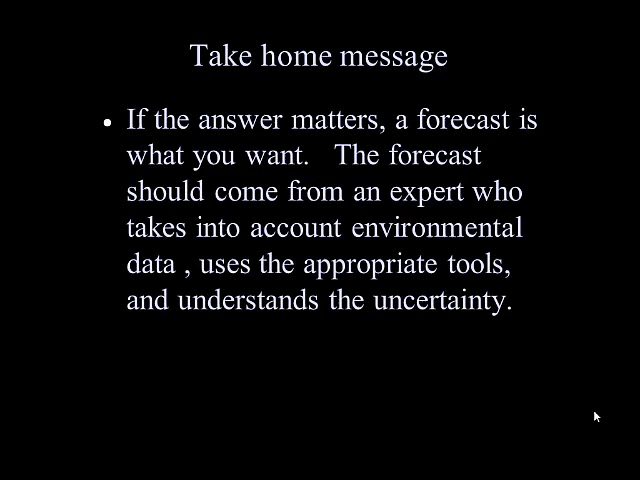 Take home message
• If the answer matters, a forecast is
what you want.   The forecast
should come from an expert who
takes into account environmental
data , uses the appropriate tools,
and understands the uncertainty.